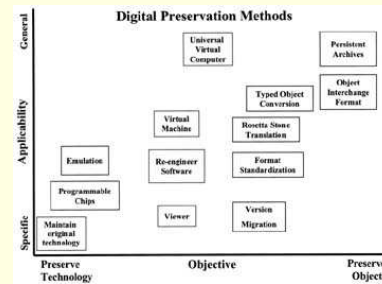 Digital Preservation Methods
General
Applicability
Specific
Universal
Virtual
Computer
Persistent
Archives
Object
Interchange
Format
Typed Object
Conversion
Virtual
Machine
Rosetta Stone
Translation
Emulation
Re-engineer
Software
Format
Standardization
Programmable
Chips
Viewer
Version
Migration
Maintain
original
technology
Preserve
Technology
Objective
Preserve
Object